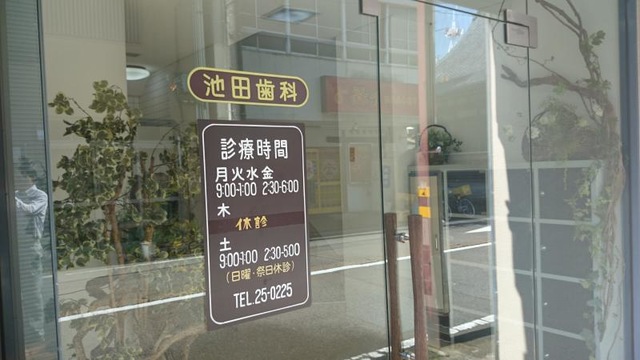 池田歯科
診療時間
月火水金
9:00-1:00 2:30-6:00
木
休診
土
9:00-1:00 2:30-5:00
(日曜・祭日休診)
TEL.25-0225